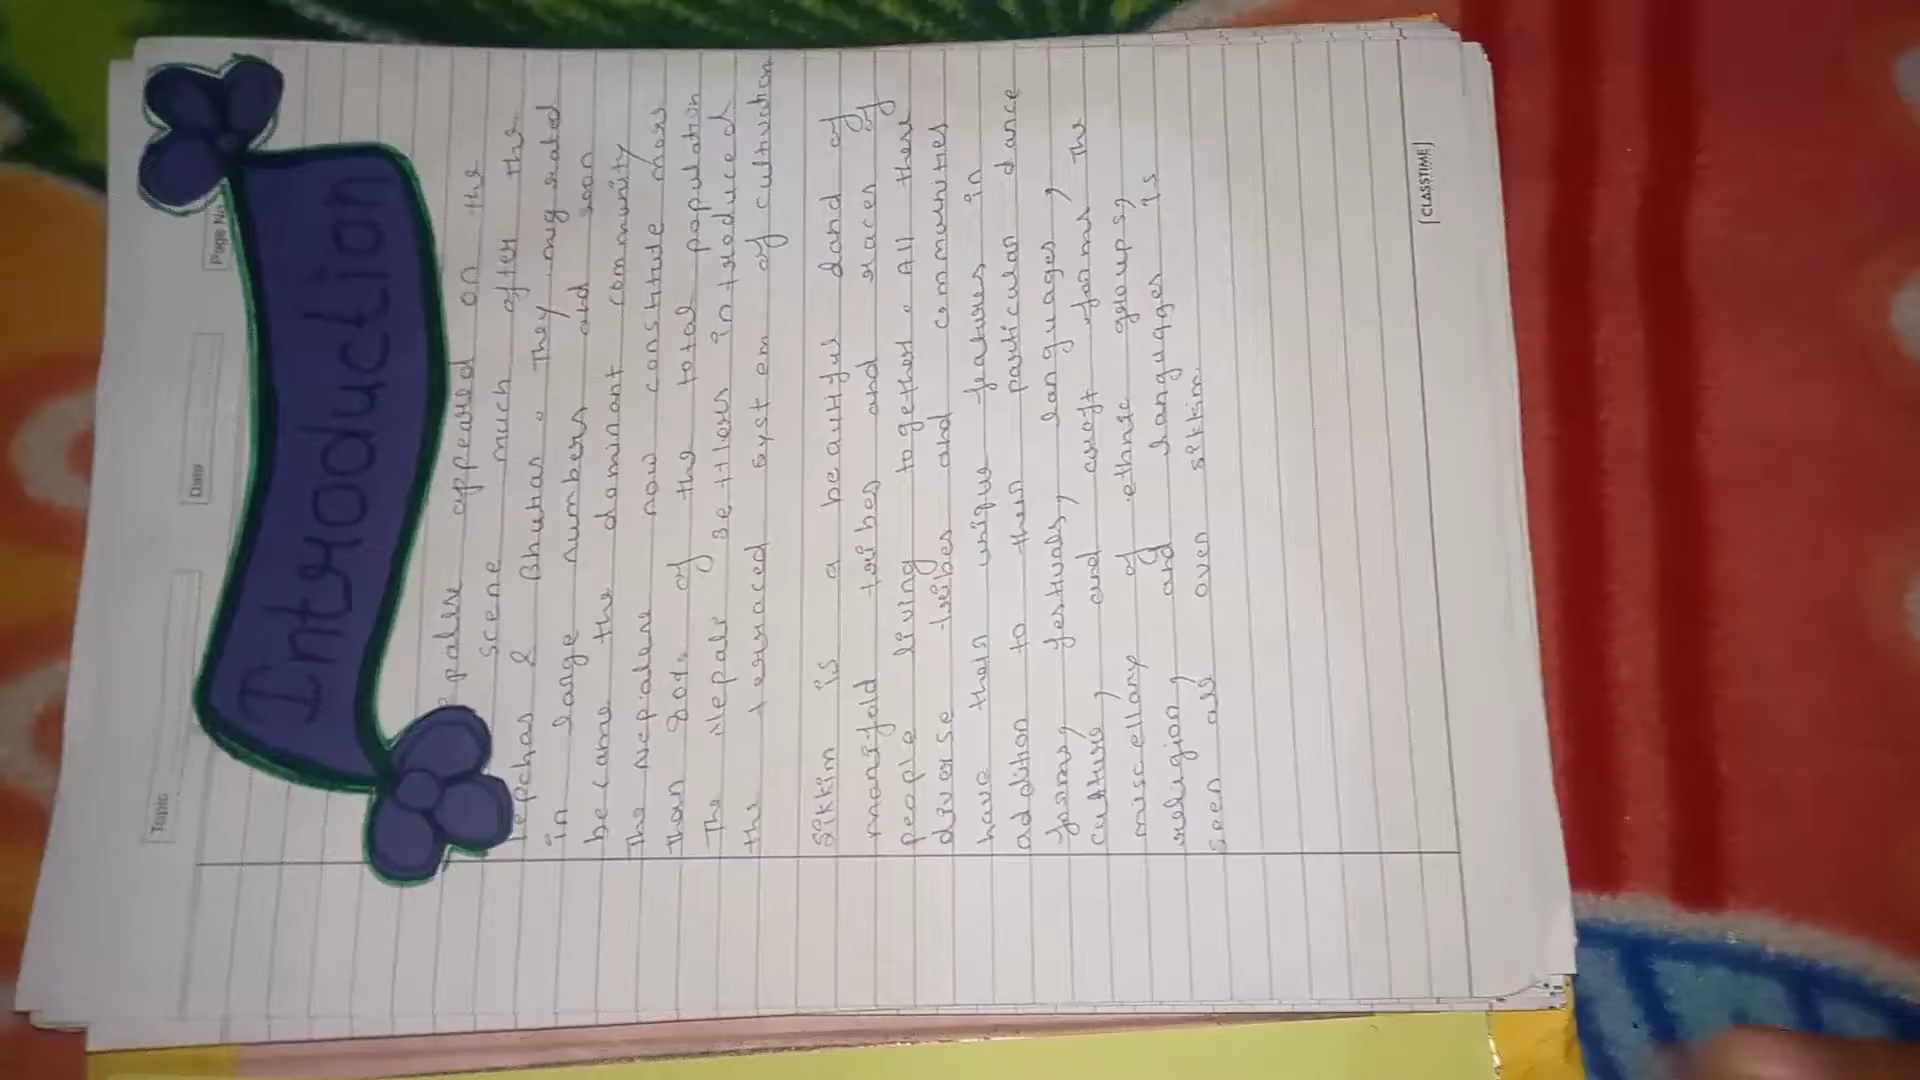 Topic
Date
Page No
Introduction
epalese appeared on the
scene much after the
lepchas & Bhutias. They migrated
in large numbers and soon
became the dominant community
The Nepalese now constitude more
than 80% of the total population
The Nepale settlers introduced
the terraced system of cultivation
Sikkim is a beautiful land of
manifold tribes and races of
people living together. All these
diverse tribes and communities
have their unique features in
addition to their particular dance
forms, festivals, languages,
culture, and craft forms The
miscellany of ethnic groups,
religion, and languages is
seen all over sikkim.
CLASSTIME